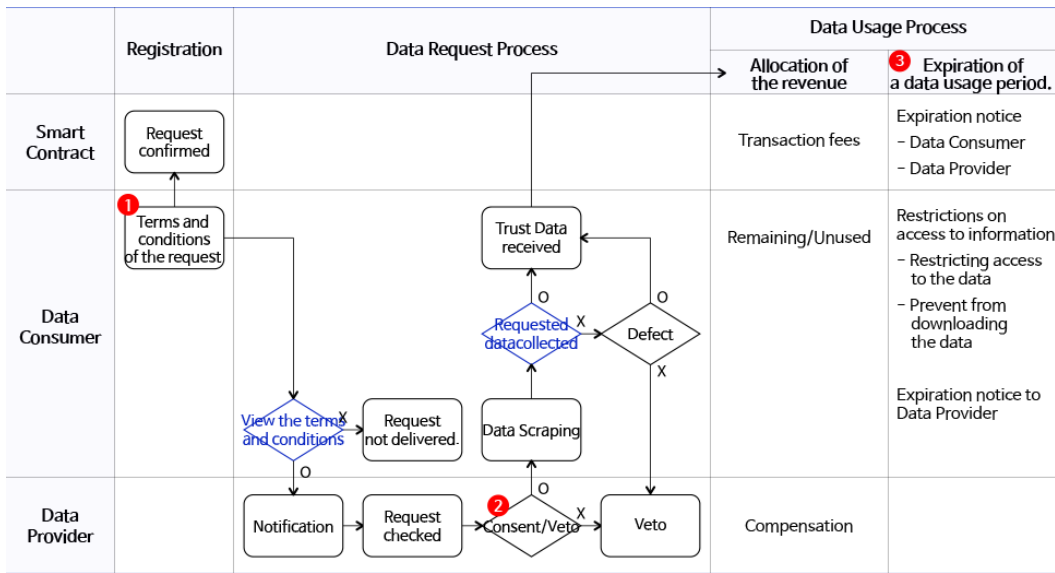 Registration
Data Request Process
Data Usage Process
Allocation of
the revenue
3
Expiration of
a data usage period.
Smart
Contract
Request
confirmed
Transaction fees
Expiration notice
- Data Consumer
- Data Provider
Data
Consumer
1
Terms and
conditions
of the request
Trust Data
received
Remaining/Unused
Restrictions on
access to information
- Restricting access
to the data
- Prevent from
downloading
the data
Expiration notice to
Data Provider
O
X
O
Requested
datacollected
Defect
X
View the terms
and conditions
X
Request
not delivered.
Data Scraping
O
O
Data
Provider
Notification
Request
checked
2
Consent/Veto
X
Veto
Compensation